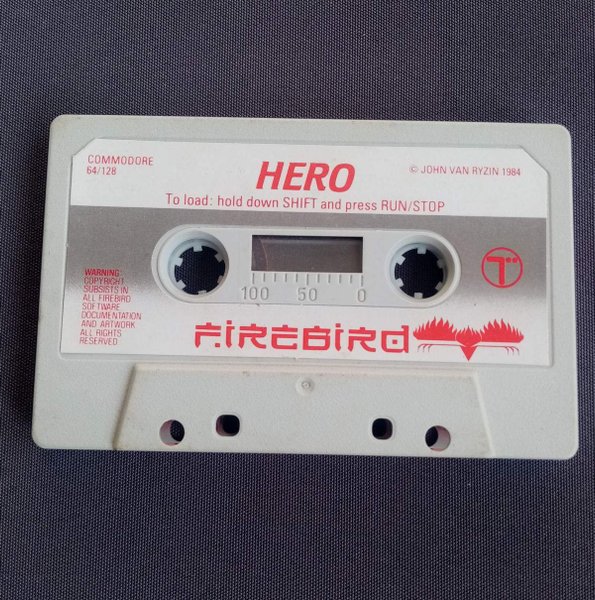 COMMODORE
64/128
HERO
© JOHN VAN RYZIN 1984
To load: hold down SHIFT and press RUN/STOP
WARNING:
COPYRIGHT
SUBSISTS IN
ALL FIREBIRD
SOFTWARE
DOCUMENTATION
AND ARTWORK
ALL RIGHTS
RESERVED
100 50 0
T
FIREBIRD